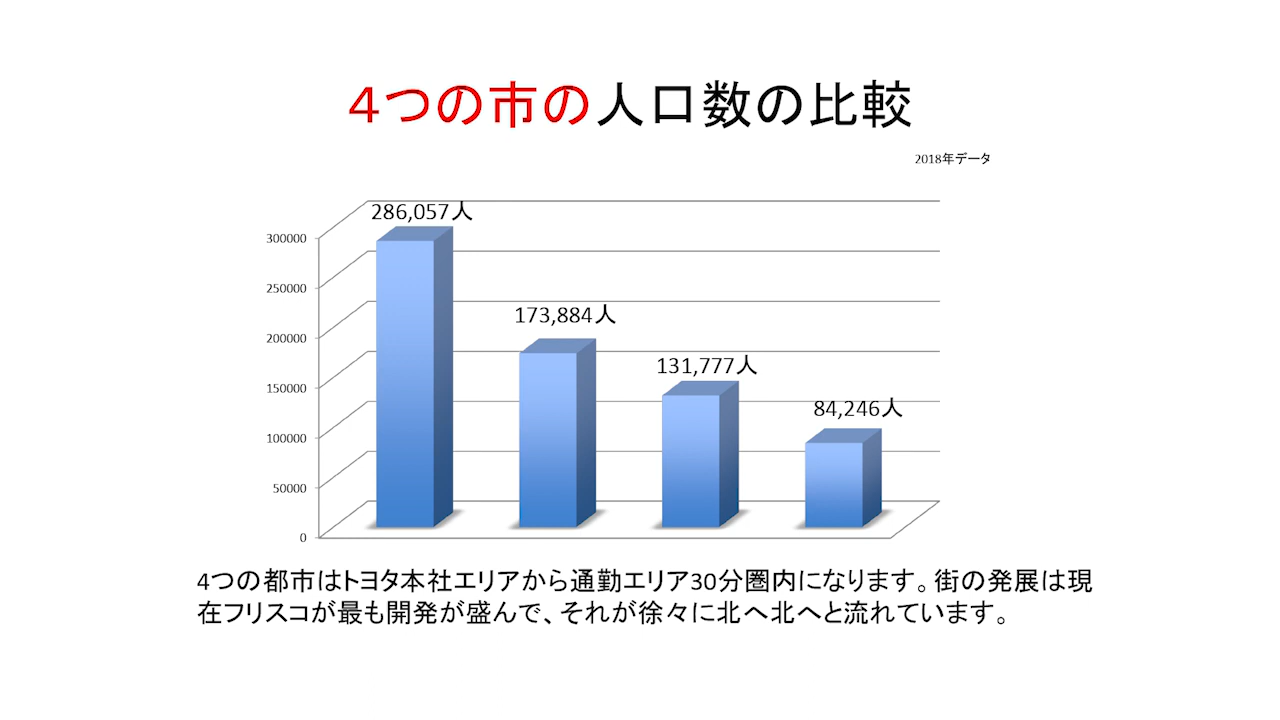 ４つの市の人口数の比較
2018年データ
286,057人
300000
250000
173,884人
200000
131,777人
150000
84,246人
100000
50000
0
4つの都市はトヨタ本社エリアから通勤エリア30分圏内になります。街の発展は現
在フリスコが最も開発が盛んで、それが徐々に北へ北へと流れています。